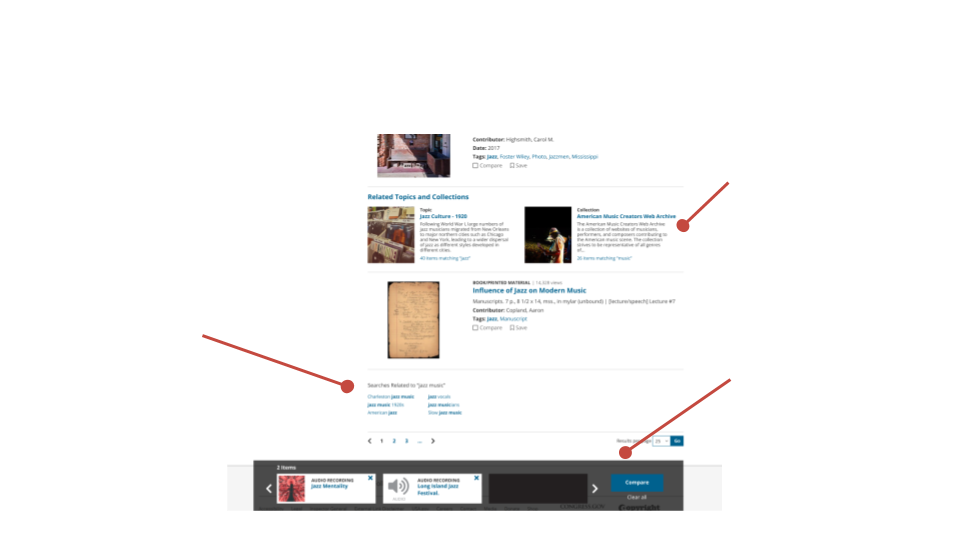 Contributor: Highsmith, Carol M.
Date: 2017
Tags: Jazz, Foster Wiley, Photo, Jazzmen, Mississippi
Compare Save
Related Topics and Collections
Topic
Jazz Culture - 1920
Following World War I, large numbers of
jazz musicians migrated from New Orleans
to major northern cities such as Chicago
and New York, leading to a wider dispersal
of jazz as different styles developed in
different cities.
49 items matching "jazz"
Collection
American Music Creators Web Archive
The American Music Creators Web Archive
is a collection of websites of musicians,
performers, and composers contributing to
the American music scene. The collection
strives to be representative of all genres
of...
26 items matching "music"
BOOK/PRINTED MATERIAL | views
Influence of Jazz on Modern Music
Manuscripts. 7 p., 8 1/2 x 14, mss., in mylar (unbound) | [lecture/speech] Lecture #7
Contributor: Copland, Aaron
Tags: Jazz, Manuscript
Compare Save
Searches Related to "jazz music"
Charleston jazz music
jazz music 1920s
American jazz
jazz vocals
jazz musicians
Slow jazz music
1 2 3 ...
Results per page 25 Go
2 Items
AUDIO RECORDING
Jazz Mentality
AUDIO
AUDIO RECORDING
Long Island Jazz
Festival.
Compare
Clear all
CONGRESS.GOV
Copyright